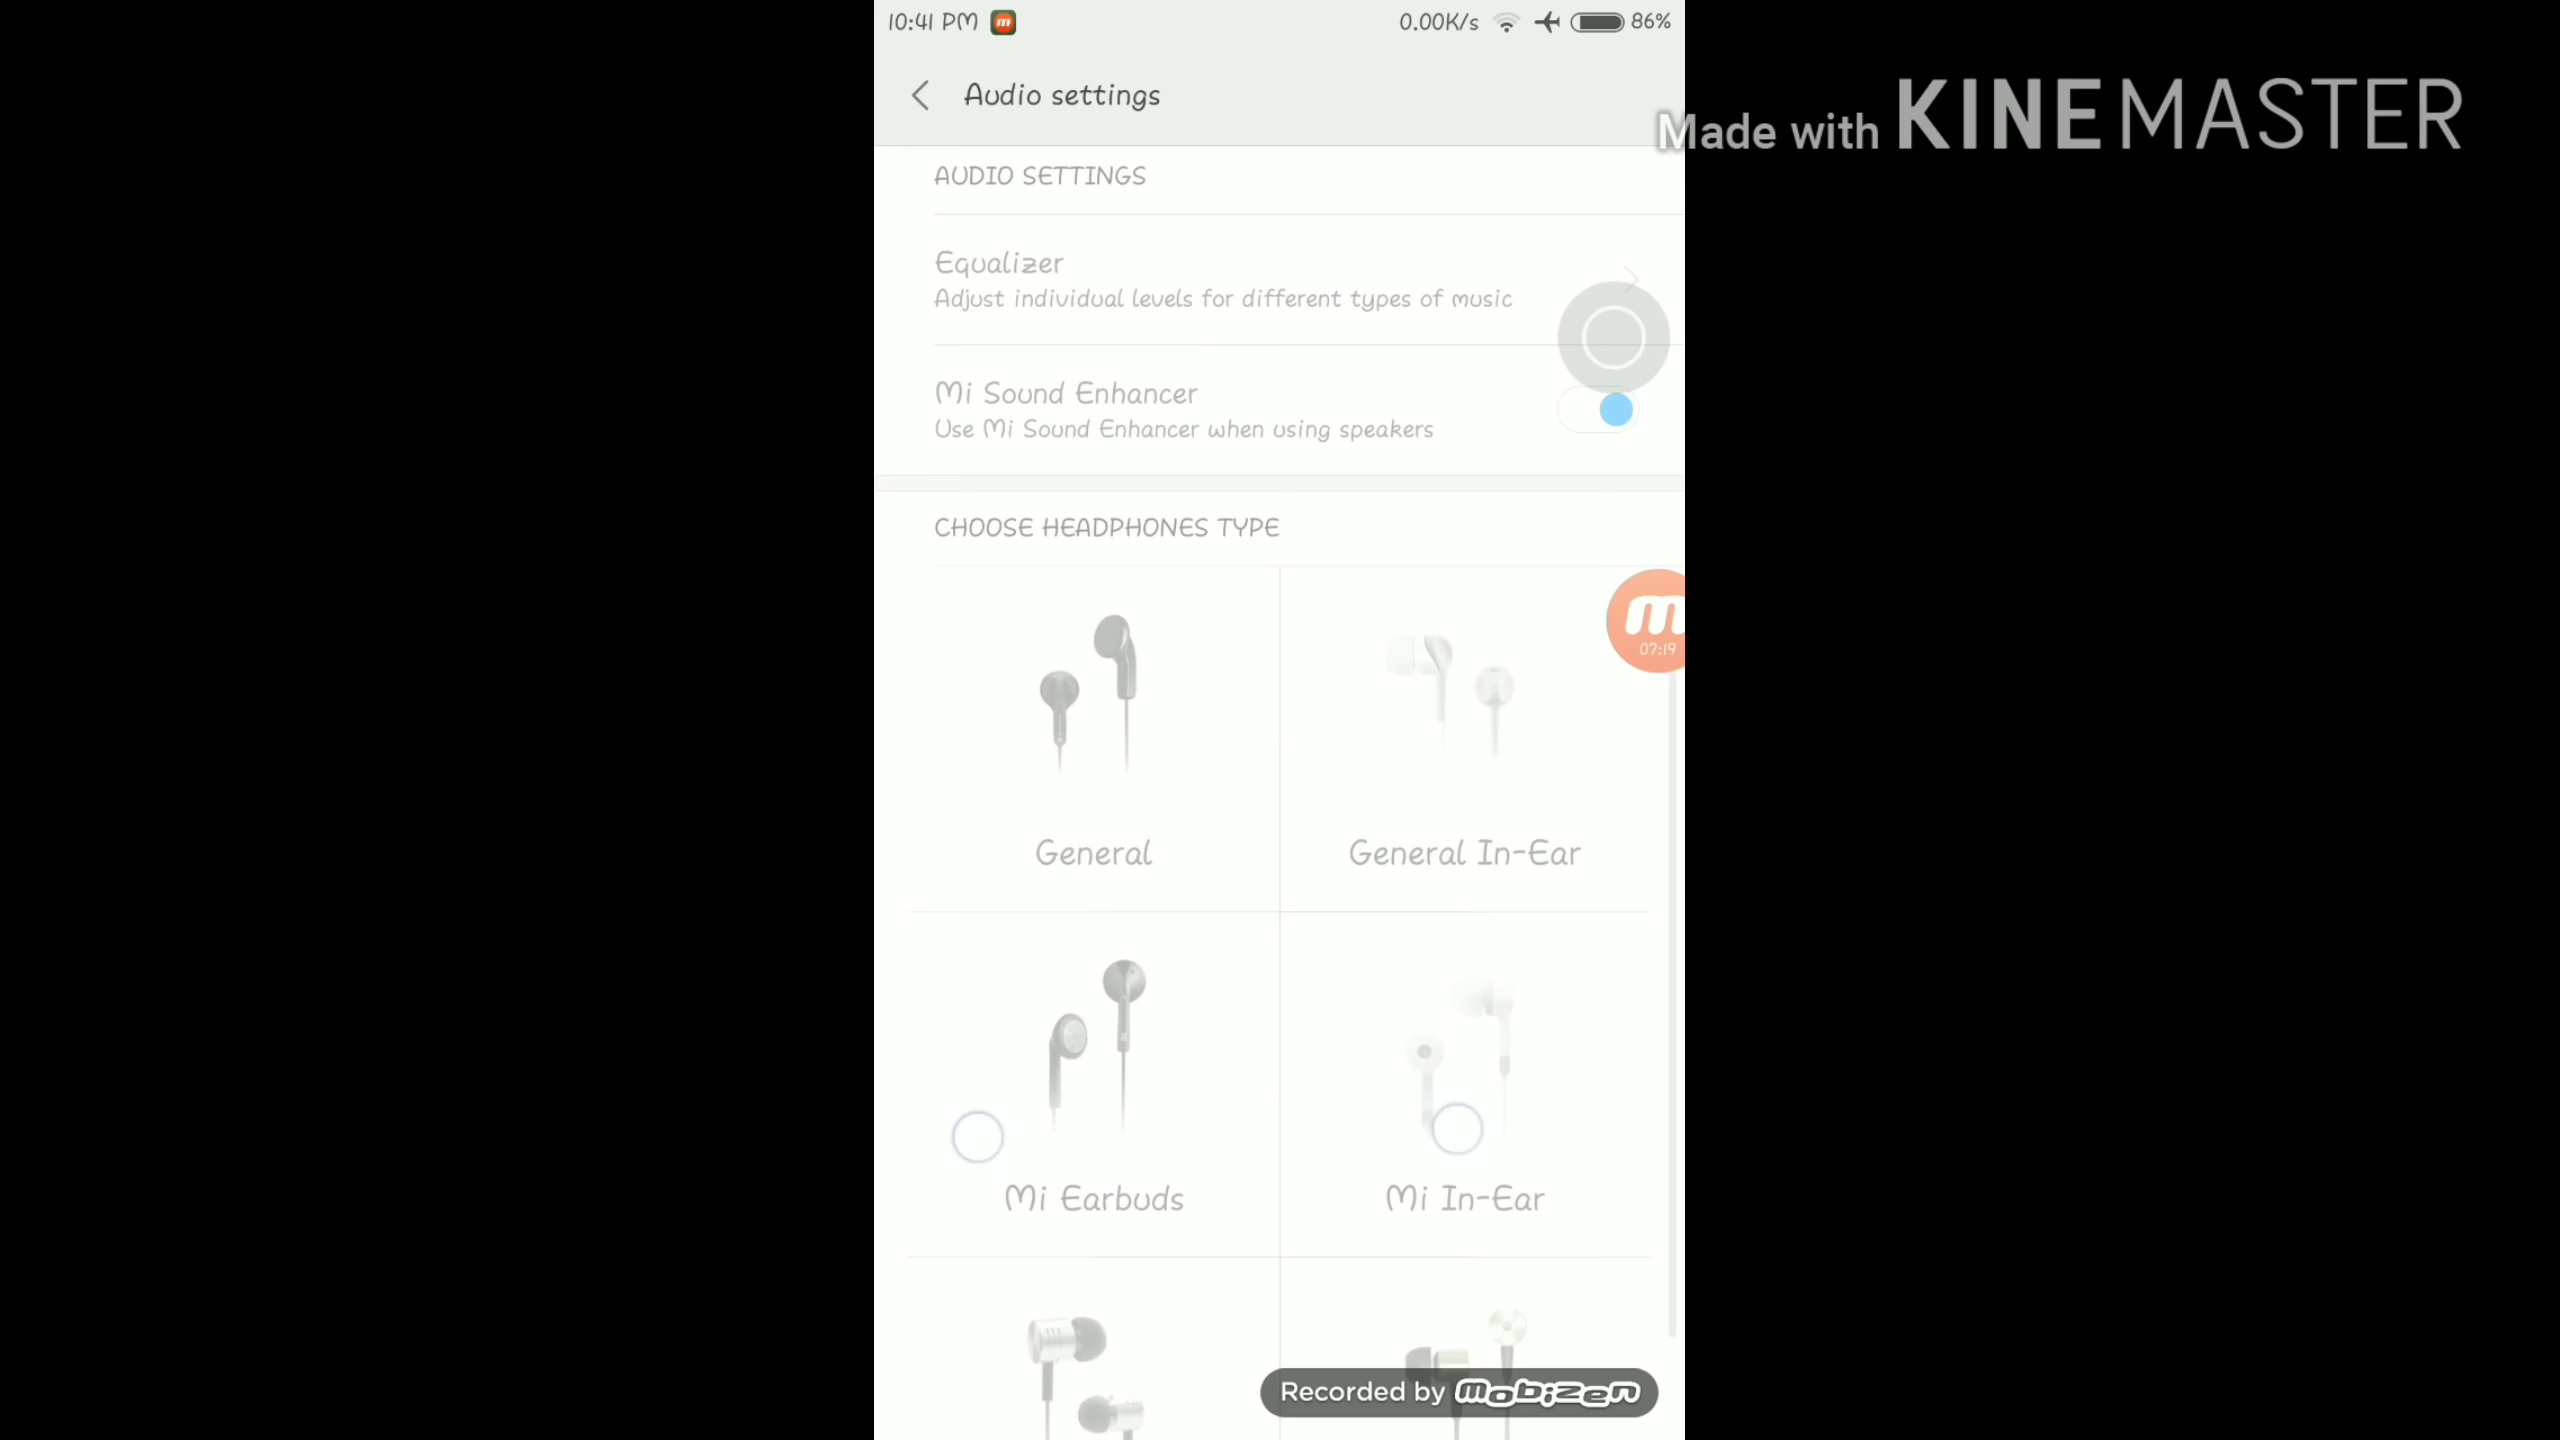 10:41 PM
0.00K/s
86%
Audio settings
Made with KINEMASTER
AUDIO SETTINGS
Equalizer
Adjust individual levels for different types of music
Mi Sound Enhancer
Use Mi Sound Enhancer when using speakers
CHOOSE HEADPHONES TYPE
m
07:19
General
General In-Ear
Mi Earbuds
Mi In-Ear
Recorded by mobizen